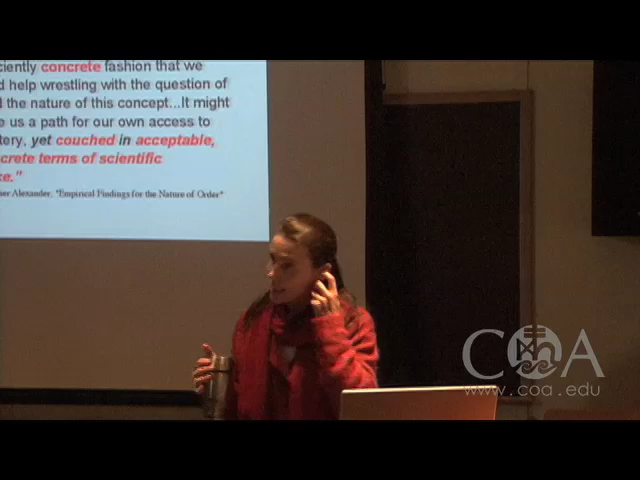 ciently concrete fashion that we
d help wrestling with the question of
d the nature of this concept...It might
e us a path for our own access to
tery, yet couched in acceptable,
crete terms of scientific
ce."
her Alexander, "Empirical Findings for the Nature of Order"
COA
www.coa.edu